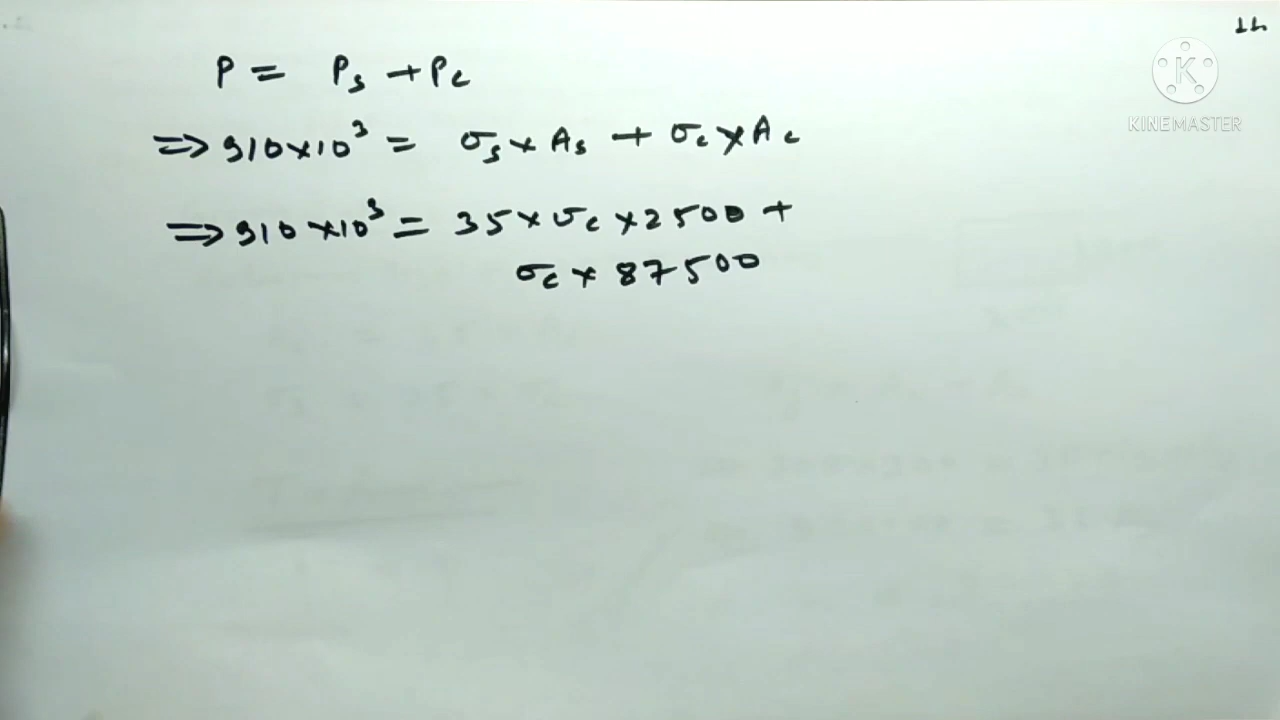 P = Ps + Pc
KINEMASTER
⇒ 910×10³ = σs × As + σc × Ac
⇒ 910×10³ = 35 × σc × 2500 +
σc × 87500